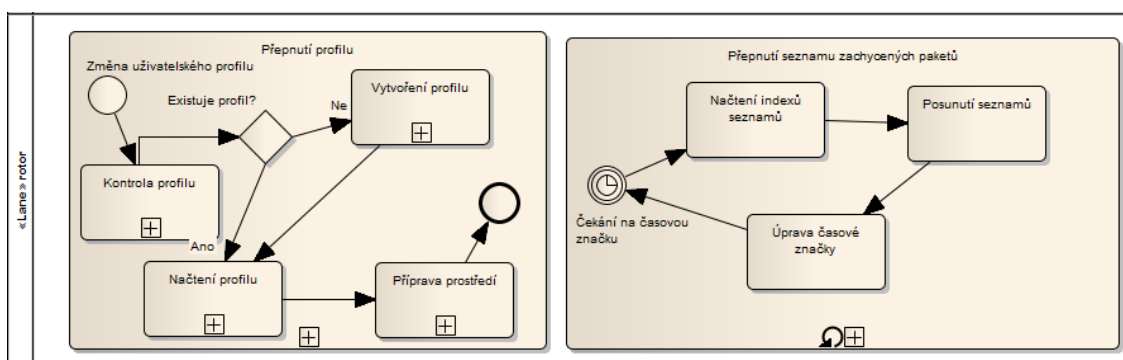 «Lane» rotor
Přepnutí profilu
Změna uživatelského profilu
Existuje profil?
Ne
Vytvoření profilu
Kontrola profilu
Ano
Načtení profilu
Příprava prostředí
Přepnutí seznamu zachycených paketů
Načtení indexů
seznamů
Posunutí seznamů
Čekání na časovou
značku
Úprava časové
značky